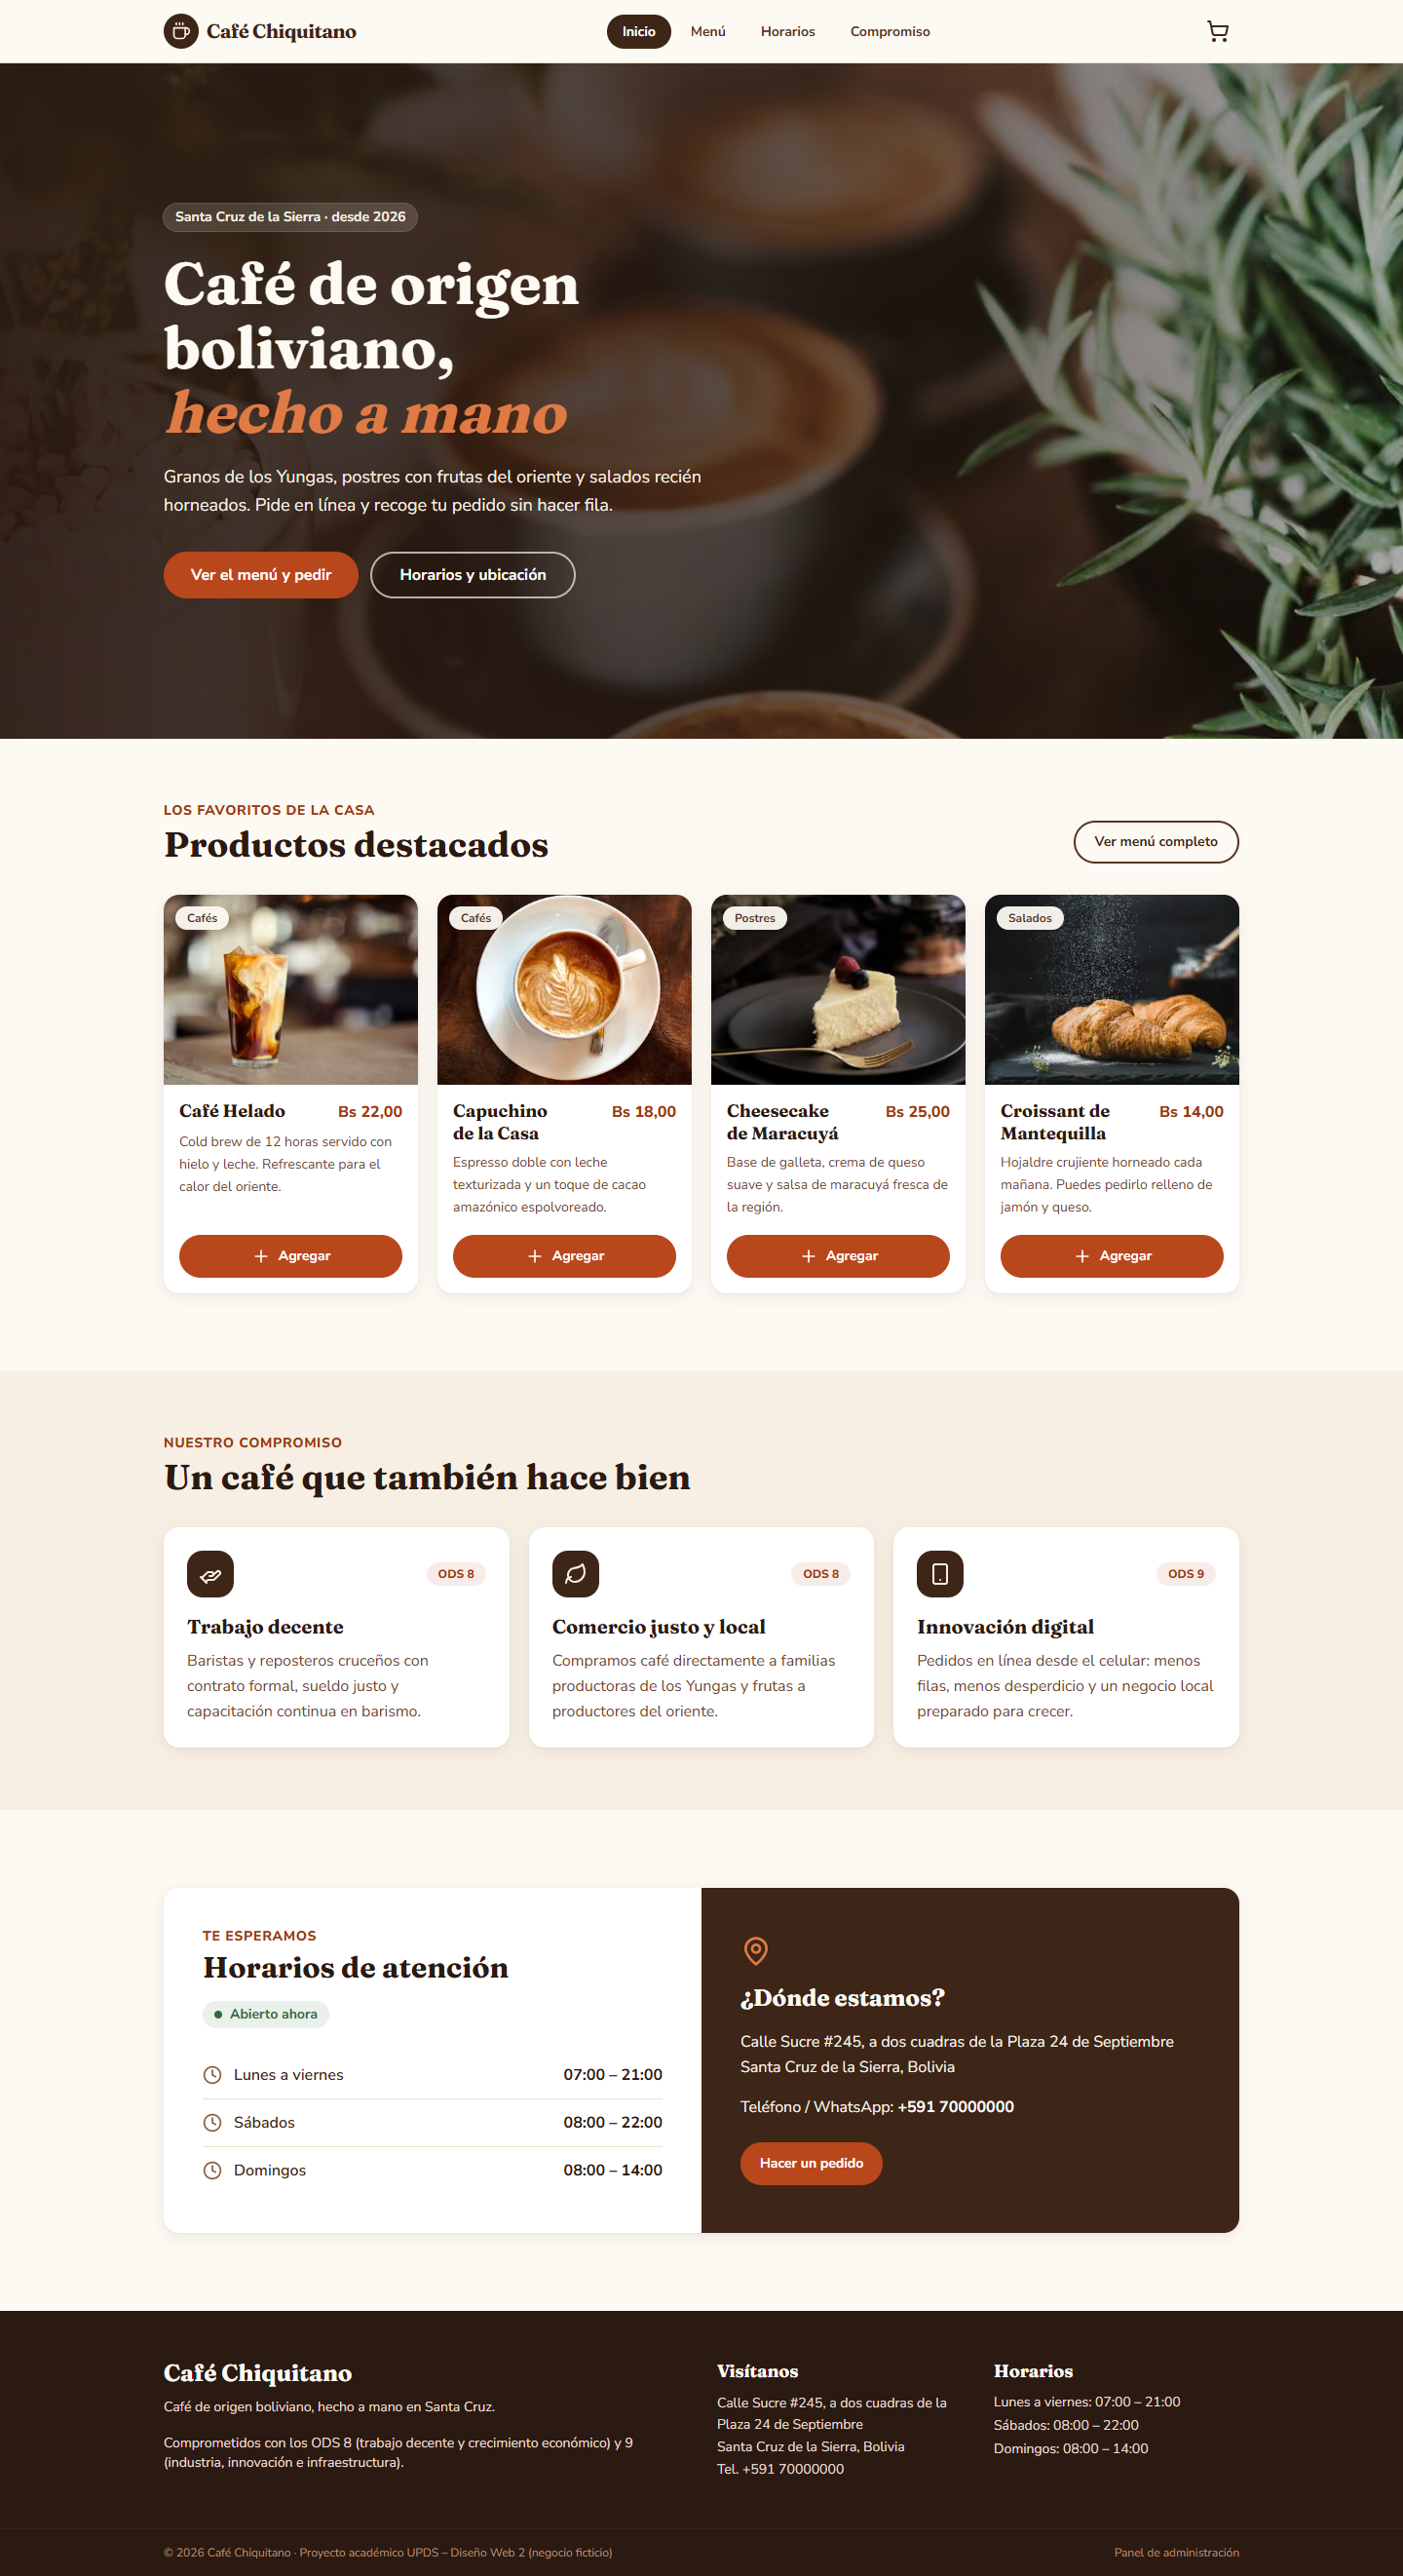 Café Chiquitano
Inicio
Menú
Horarios
Compromiso
Santa Cruz de la Sierra · desde 2026
Café de origen
boliviano,
hecho a mano
Granos de los Yungas, postres con frutas del oriente y salados recién
horneados. Pide en línea y recoge tu pedido sin hacer fila.
Ver el menú y pedir
Horarios y ubicación
LOS FAVORITOS DE LA CASA
Productos destacados
Ver menú completo
Cafés
Café Helado
Bs 22,00
Cold brew de 12 horas servido con
hielo y leche. Refrescante para el
calor del oriente.
Agregar
Cafés
Capuchino
de la Casa
Bs 18,00
Espresso doble con leche
texturizada y un toque de cacao
amazónico espolvoreado.
Agregar
Postres
Cheesecake
de Maracuyá
Bs 25,00
Base de galleta, crema de queso
suave y salsa de maracuyá fresca de
la región.
Agregar
Salados
Croissant de
Mantequilla
Bs 14,00
Hojaldre crujiente horneado cada
mañana. Puedes pedirlo relleno de
jamón y queso.
Agregar
NUESTRO COMPROMISO
Un café que también hace bien
ODS 8
Trabajo decente
Baristas y reposteros cruceños con
contrato formal, sueldo justo y
capacitación continua en barismo.
ODS 8
Comercio justo y local
Compramos café directamente a familias
productoras de los Yungas y frutas a
productores del oriente.
ODS 9
Innovación digital
Pedidos en línea desde el celular: menos
filas, menos desperdicio y un negocio local
preparado para crecer.
TE ESPERAMOS
Horarios de atención
Abierto ahora
Lunes a viernes 07:00 – 21:00
Sábados 08:00 – 22:00
Domingos 08:00 – 14:00
¿Dónde estamos?
Calle Sucre #245, a dos cuadras de la Plaza 24 de Septiembre
Santa Cruz de la Sierra, Bolivia
Teléfono / WhatsApp: +591 70000000
Hacer un pedido
Café Chiquitano
Café de origen boliviano, hecho a mano en Santa Cruz.
Comprometidos con los ODS 8 (trabajo decente y crecimiento económico) y 9
(industria, innovación e infraestructura).
Visítanos
Calle Sucre #245, a dos cuadras de la
Plaza 24 de Septiembre
Santa Cruz de la Sierra, Bolivia
Tel. +591 70000000
Horarios
Lunes a viernes: 07:00 – 21:00
Sábados: 08:00 – 22:00
Domingos: 08:00 – 14:00
© 2026 Café Chiquitano · Proyecto académico UPDS – Diseño Web 2 (negocio ficticio)
Panel de administración